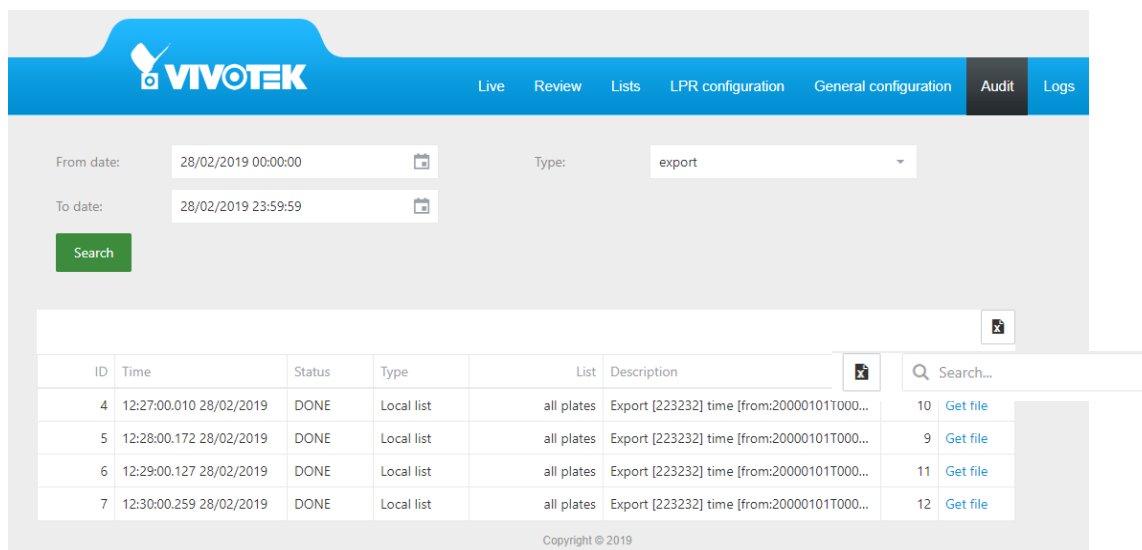 VIVOTEK
Live Review Lists LPR configuration General configuration Audit Logs
From date: 28/02/2019 00:00:00 Type: export
To date: 28/02/2019 23:59:59
Search
ID Time Status Type List Description Search...
4 12:27:00.010 28/02/2019 DONE Local list all plates Export [223232] time [from:20000101T000... 10 Get file
5 12:28:00.172 28/02/2019 DONE Local list all plates Export [223232] time [from:20000101T000... 9 Get file
6 12:29:00.127 28/02/2019 DONE Local list all plates Export [223232] time [from:20000101T000... 11 Get file
7 12:30:00.259 28/02/2019 DONE Local list all plates Export [223232] time [from:20000101T000... 12 Get file
Copyright © 2019